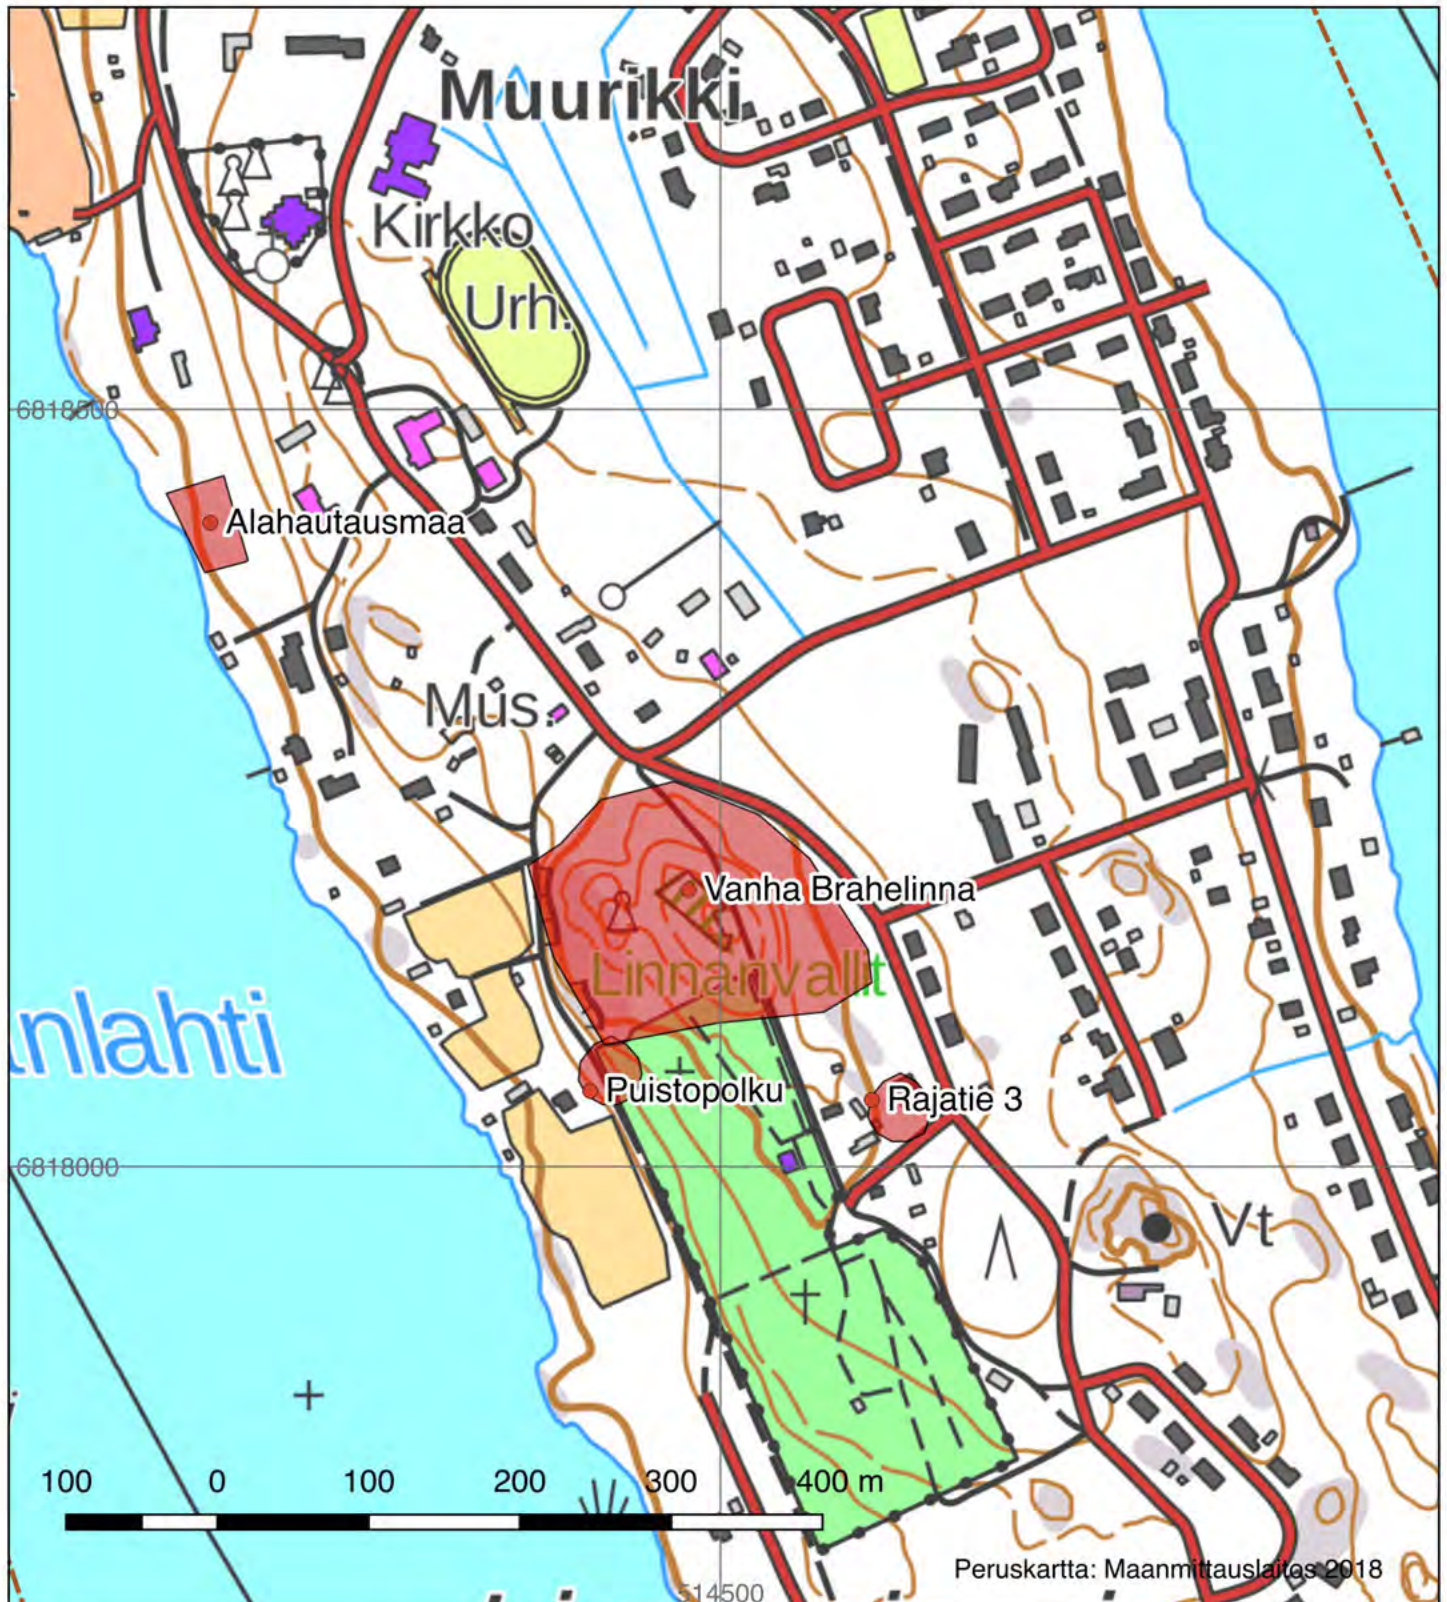 Muurikki
Kirkko
Urh.
6818500
Alahautausmaa
Mus.
Vanha Brahelinna
PI
Linnanvallit
nlahti
Puistopolku
Rajatie 3
6818000
Vt
100 0 100 200 300 400 m
Peruskartta: Maanmittauslaitos 2018
514500